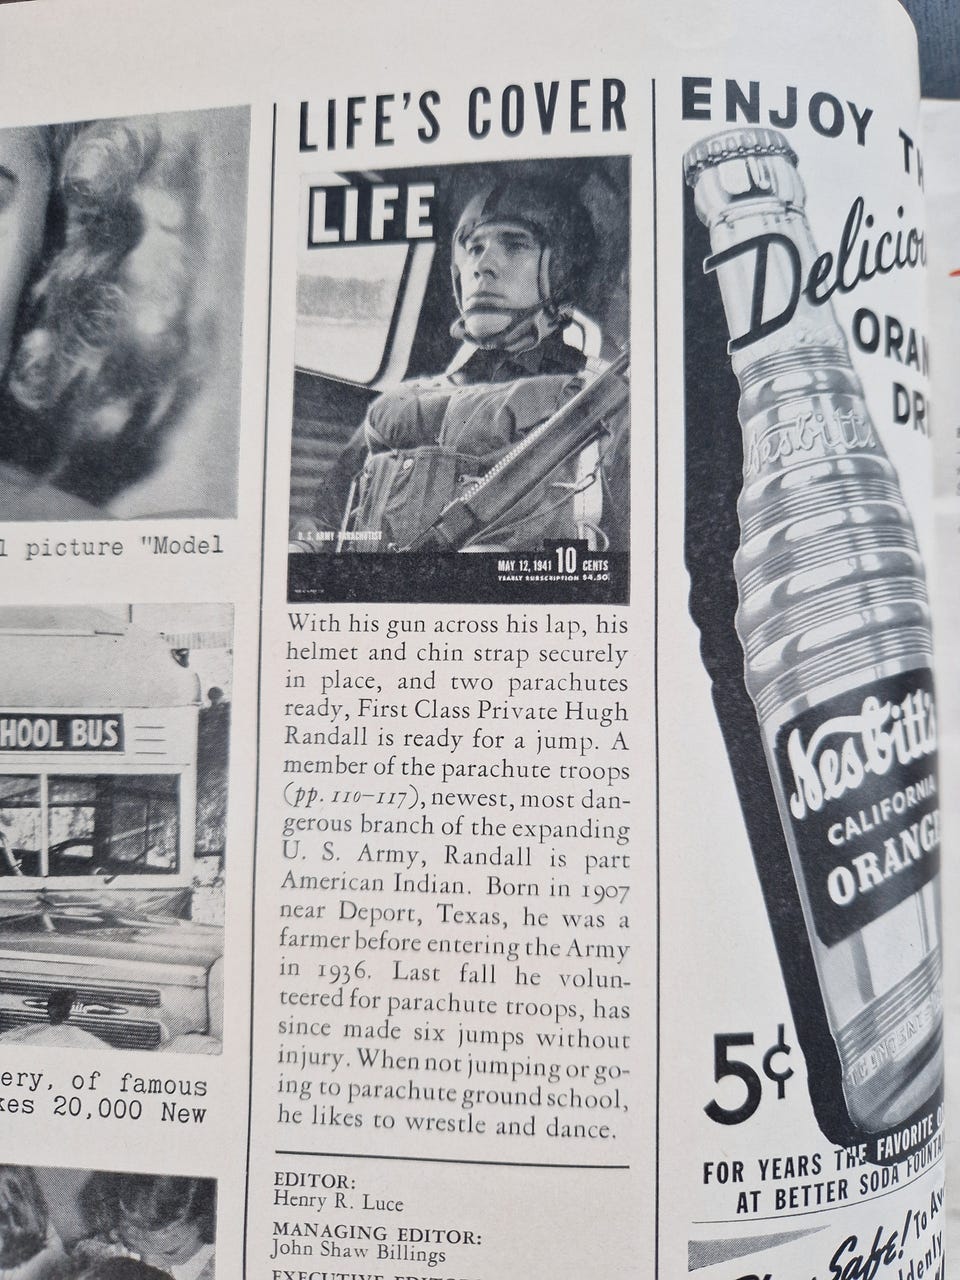 l picture "Model
HOOL BUS
ery, of famous
kes 20,000 New
LIFE'S COVER
LIFE
U. S. ARMY PARACHUTIST
MAY 12, 1941 10 CENTS
YEARLY SUBSCRIPTION $4.50
With his gun across his lap, his
helmet and chin strap securely
in place, and two parachutes
ready, First Class Private Hugh
Randall is ready for a jump. A
member of the parachute troops
(pp. 110–117), newest, most dan-
gerous branch of the expanding
U. S. Army, Randall is part
American Indian. Born in 1907
near Deport, Texas, he was a
farmer before entering the Army
in 1936. Last fall he volun-
teered for parachute troops, has
since made six jumps without
injury. When not jumping or go-
ing to parachute ground school,
he likes to wrestle and dance.
EDITOR:
Henry R. Luce
MANAGING EDITOR:
John Shaw Billings
ENJOY TH
Deliciou
ORAN
DRI
Nesbitt's
Nesbitt's
CALIFORNIA
ORANGE
5¢
FOR YEARS THE FAVORITE
AT BETTER SODA FOUNTA
Safe! To Av
ddenly